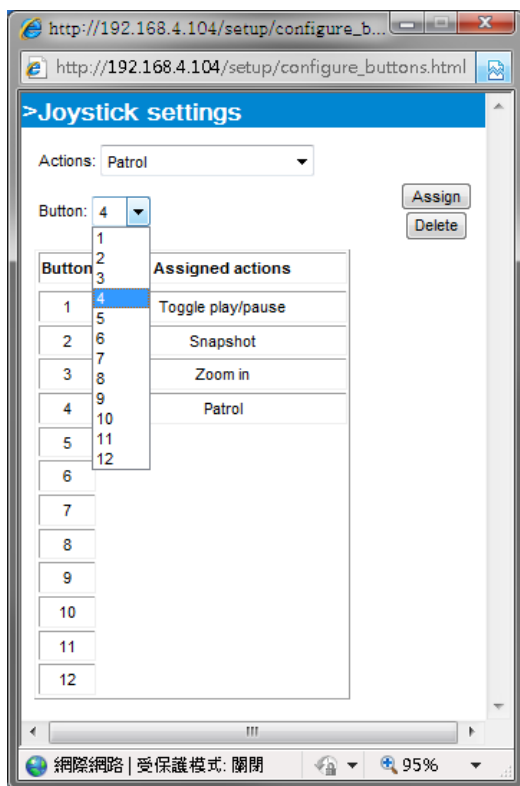 http://192.168.4.104/setup/configure_b...
http://192.168.4.104/setup/configure_buttons.html
>Joystick settings
Actions: Patrol
Assign
Button: 4
Delete
1
2
3
4
5
6
7
8
9
10
11
12
Button Assigned actions
1 Toggle play/pause
2 Snapshot
3 Zoom in
4 Patrol
5
6
7
8
9
10
11
12
網際網路 | 受保護模式: 關閉 95%